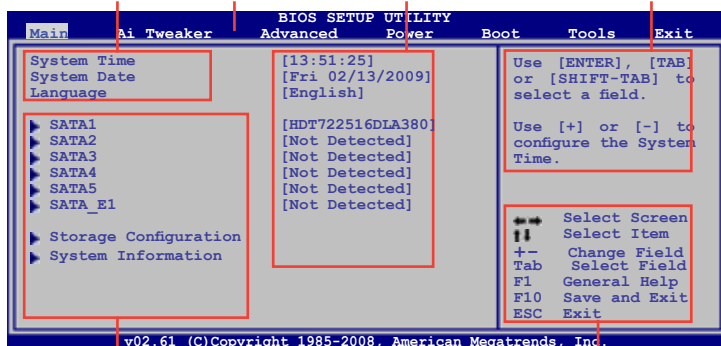 BIOS SETUP UTILITY
Main Ai Tweaker Advanced Power Boot Tools Exit
System Time [13:51:25]
System Date [Fri 02/13/2009]
Language [English]
SATA1 [HDT722516DLA380]
SATA2 [Not Detected]
SATA3 [Not Detected]
SATA4 [Not Detected]
SATA5 [Not Detected]
SATA_E1 [Not Detected]
Storage Configuration
System Information
Use [ENTER], [TAB]
or [SHIFT-TAB] to
select a field.
Use [+] or [-] to
configure the System
Time.
←→ Select Screen
↑↓ Select Item
+- Change Field
Tab Select Field
F1 General Help
F10 Save and Exit
ESC Exit
v02.61 (C)Copyright 1985-2008, American Megatrends, Inc.